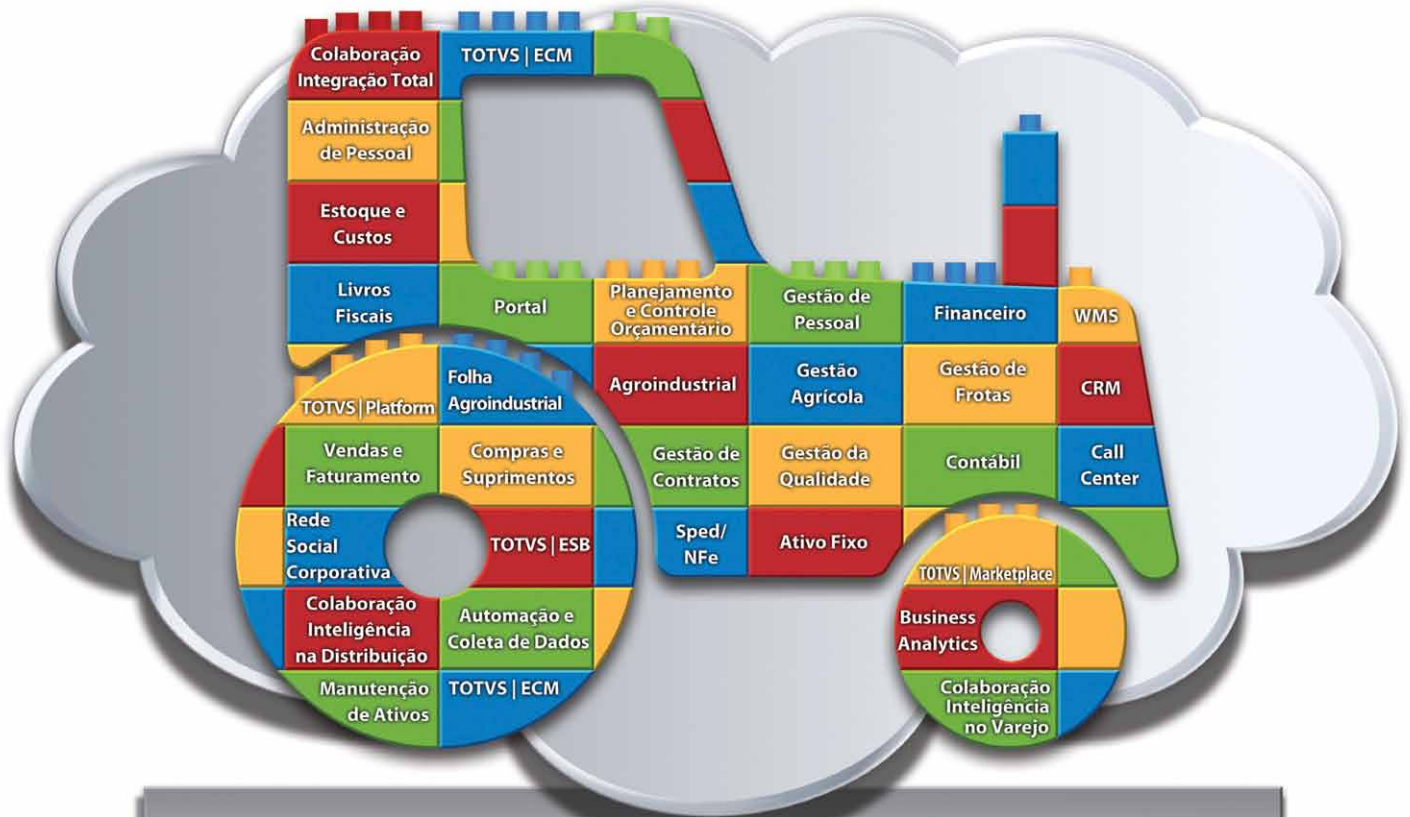 Colaboração
Integração Total
TOTVS | ECM
Administração
de Pessoal
Estoque e
Custos
Livros
Fiscais
Portal
Planejamento
e Controle
Orçamentário
Gestão de
Pessoal
Financeiro
WMS
TOTVS | Platform
Folha
Agroindustrial
Agroindustrial
Gestão
Agrícola
Gestão de
Frotas
CRM
Vendas e
Faturamento
Compras e
Suprimentos
Gestão de
Contratos
Gestão da
Qualidade
Contábil
Call
Center
Rede
Social
Corporativa
TOTVS | ESB
Sped/
NFe
Ativo Fixo
TOTVS | Marketplace
Colaboração
Inteligência
na Distribuição
Automação e
Coleta de Dados
Business
Analytics
Manutenção
de Ativos
TOTVS | ECM
Colaboração
Inteligência
no Varejo